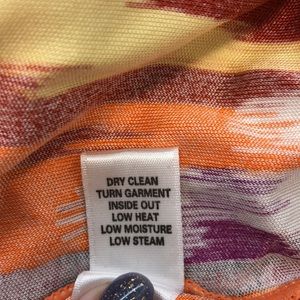 DRY CLEAN
TURN GARMENT
INSIDE OUT
LOW HEAT
LOW MOISTURE
LOW STEAM